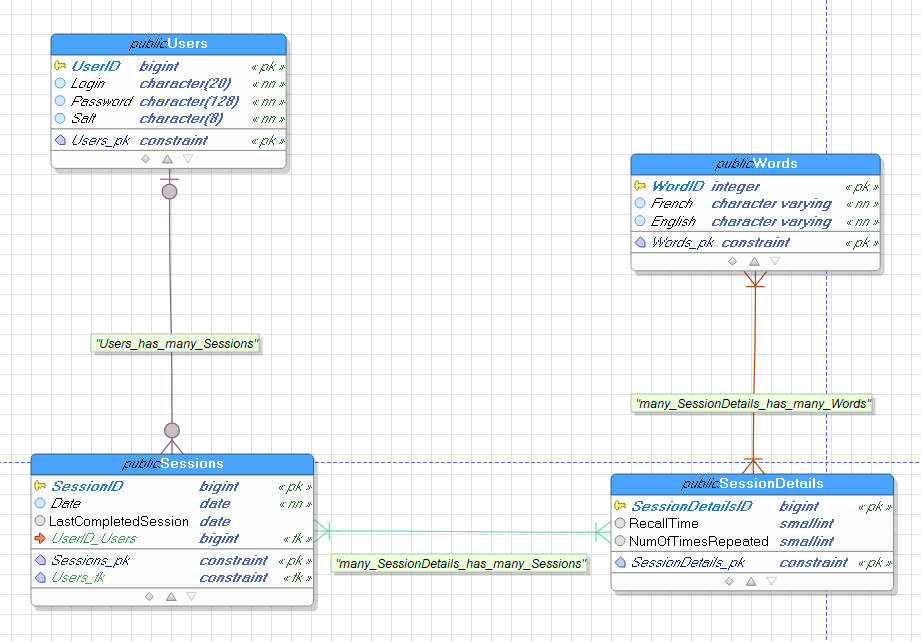 public.Users
UserID bigint « pk »
Login character(20) « nn »
Password character(128) « nn »
Salt character(8) « nn »
Users_pk constraint « pk »
public.Words
WordID integer « pk »
French character varying « nn »
English character varying « nn »
Words_pk constraint « pk »
"Users_has_many_Sessions"
"many_SessionDetails_has_many_Words"
public.Sessions
SessionID bigint « pk »
Date date « nn »
LastCompletedSession date
UserID_Users bigint « fk »
Sessions_pk constraint « pk »
Users_fk constraint « fk »
"many_SessionDetails_has_many_Sessions"
public.SessionDetails
SessionDetailsID bigint « pk »
RecallTime smallint
NumOfTimesRepeated smallint
SessionDetails_pk constraint « pk »